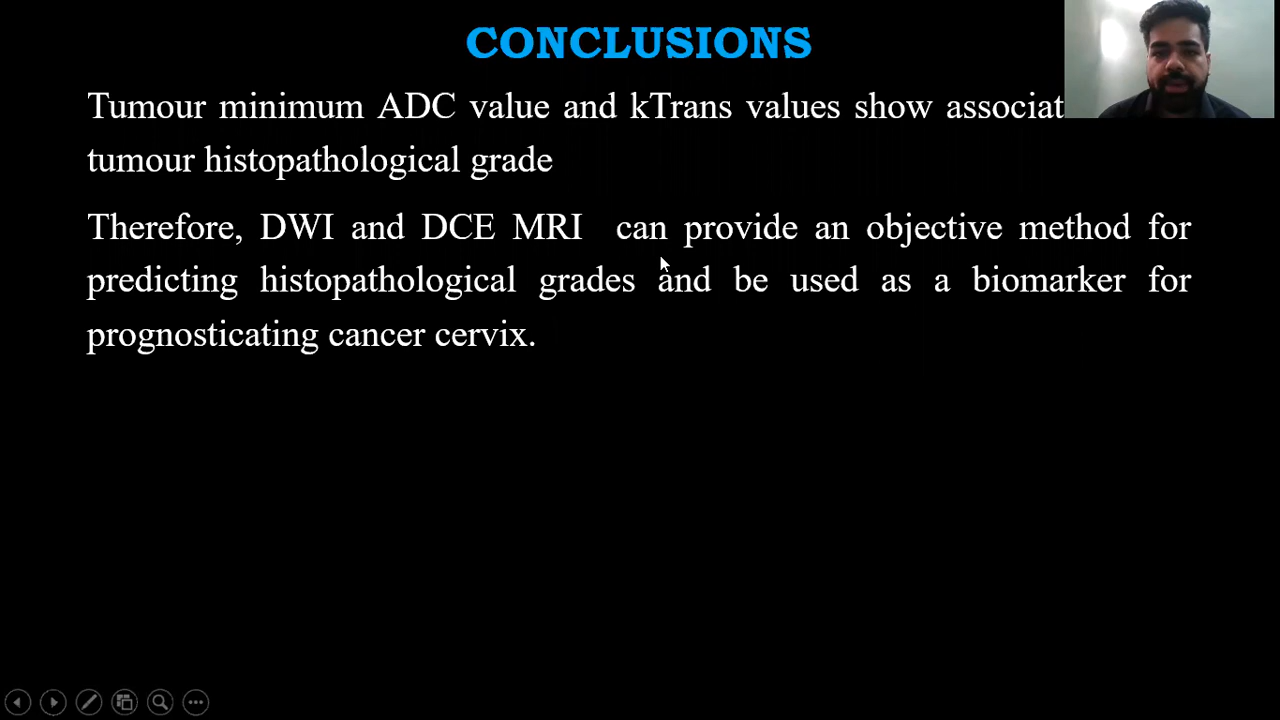 CONCLUSIONS
Tumour minimum ADC value and kTrans values show
tumour histopathological grade
Therefore, DWI and DCE MRI can provide an objective method for
predicting histopathological grades and be used as a biomarker for
prognosticating cancer cervix.